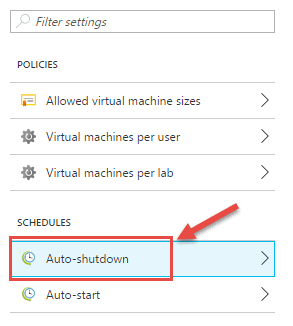 Filter settings
POLICIES
Allowed virtual machine sizes
Virtual machines per user
Virtual machines per lab
SCHEDULES
Auto-shutdown
Auto-start